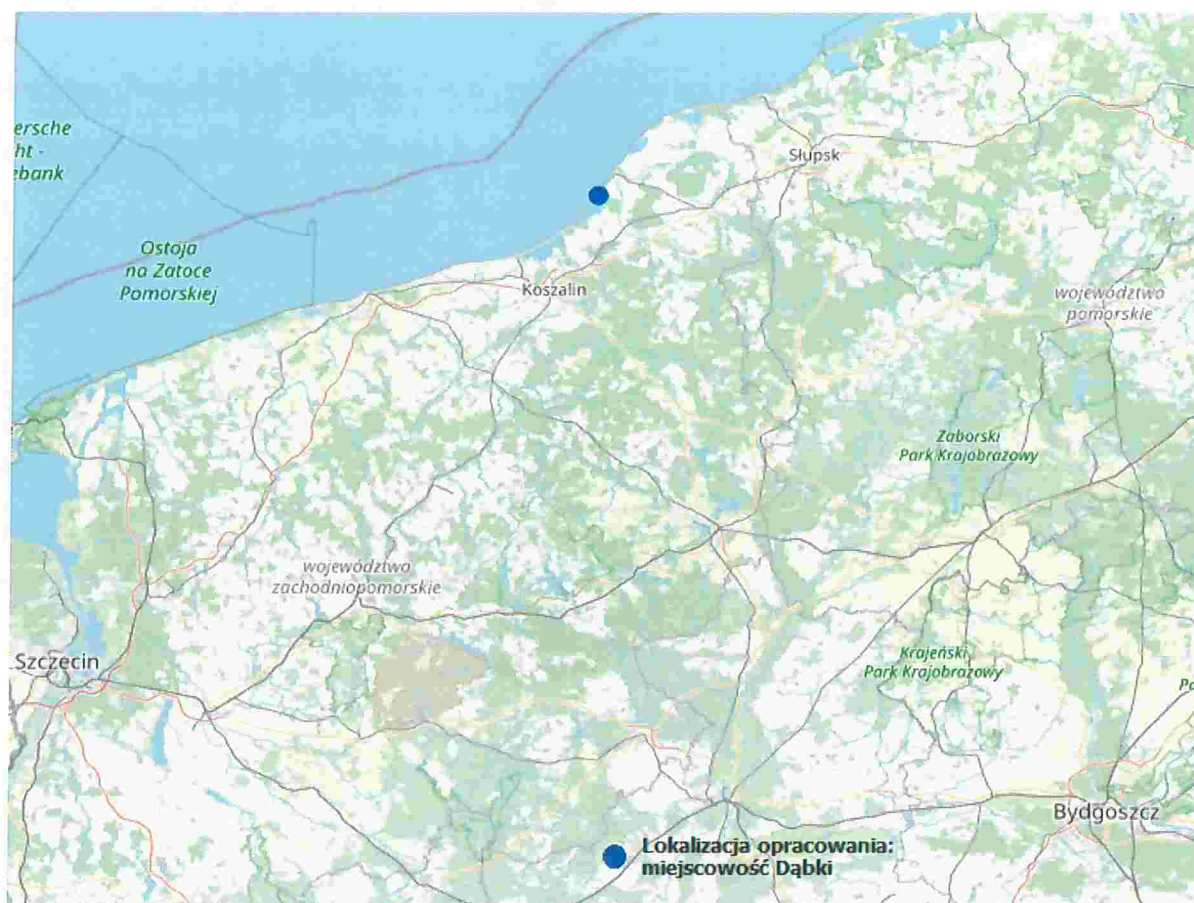 ersche
ht -
ebank
Słupsk
Ostoja
na Zatoce
Pomorskiej
Koszalin
województwo
pomorskie
Zaborski
Park Krajobrazowy
województwo
zachodniopomorskie
Szczecin
Krajeński
Park Krajobrazowy
Pa
Bydgoszcz
Lokalizacja opracowania:
miejscowość Dąbki